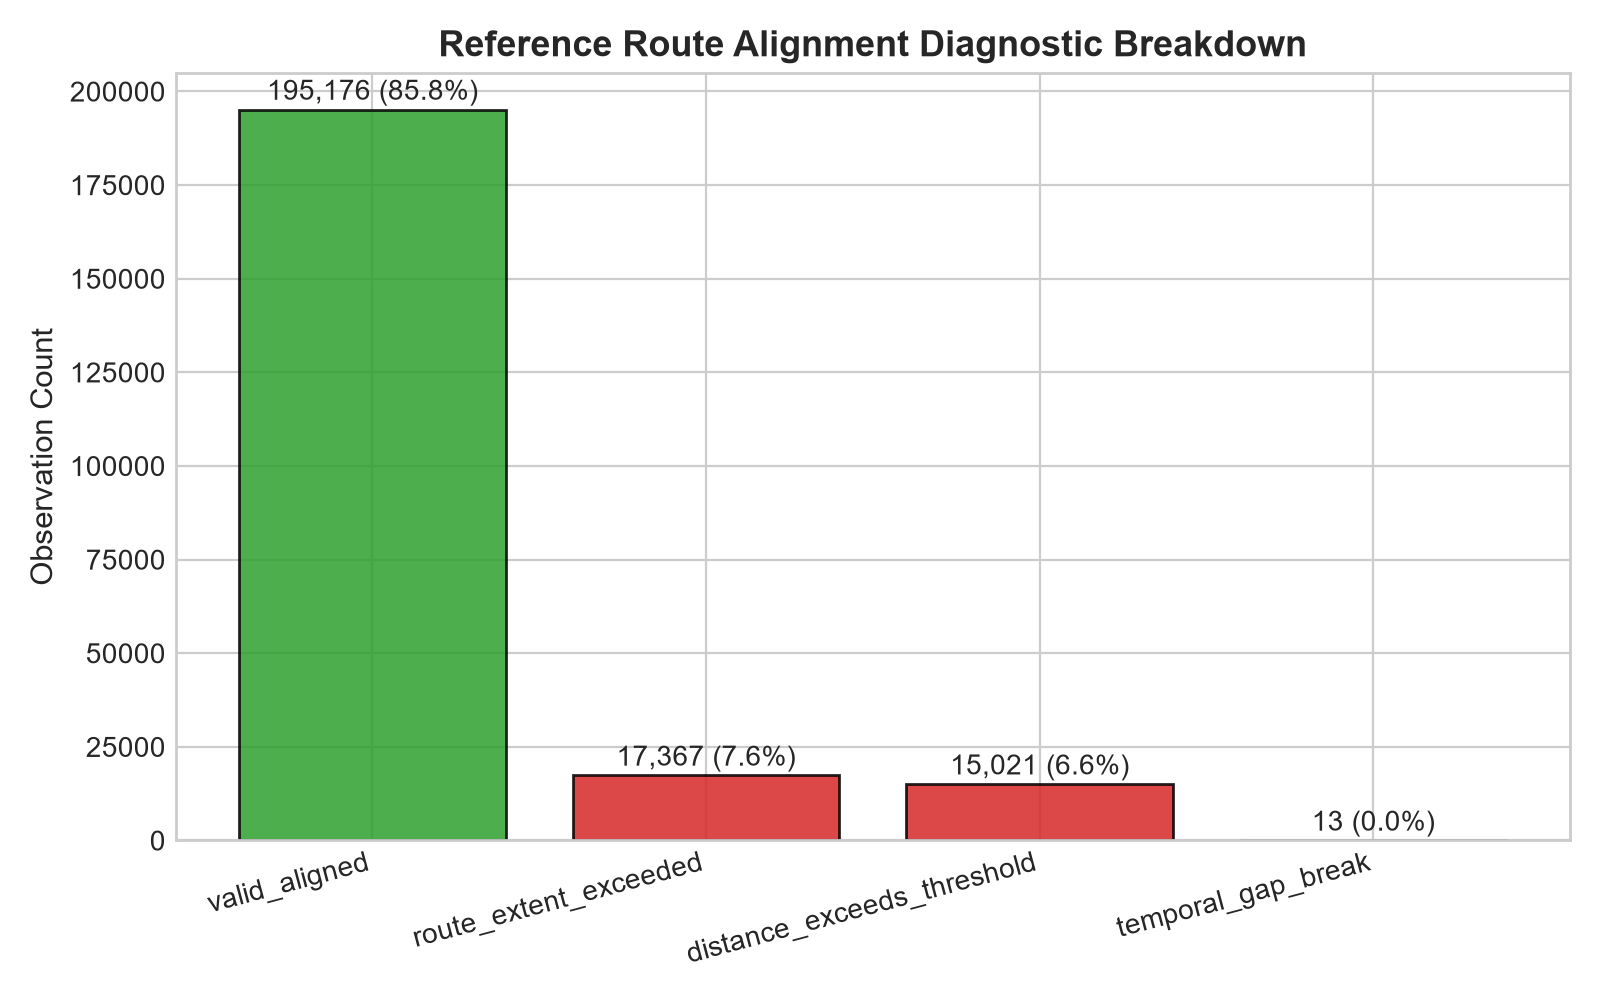 Reference Route Alignment Diagnostic Breakdown
Observation Count
200000
175000
150000
125000
100000
75000
50000
25000
0
195,176 (85.8%)
17,367 (7.6%)
15,021 (6.6%)
13 (0.0%)
valid_aligned
route_extent_exceeded
distance_exceeds_threshold
temporal_gap_break